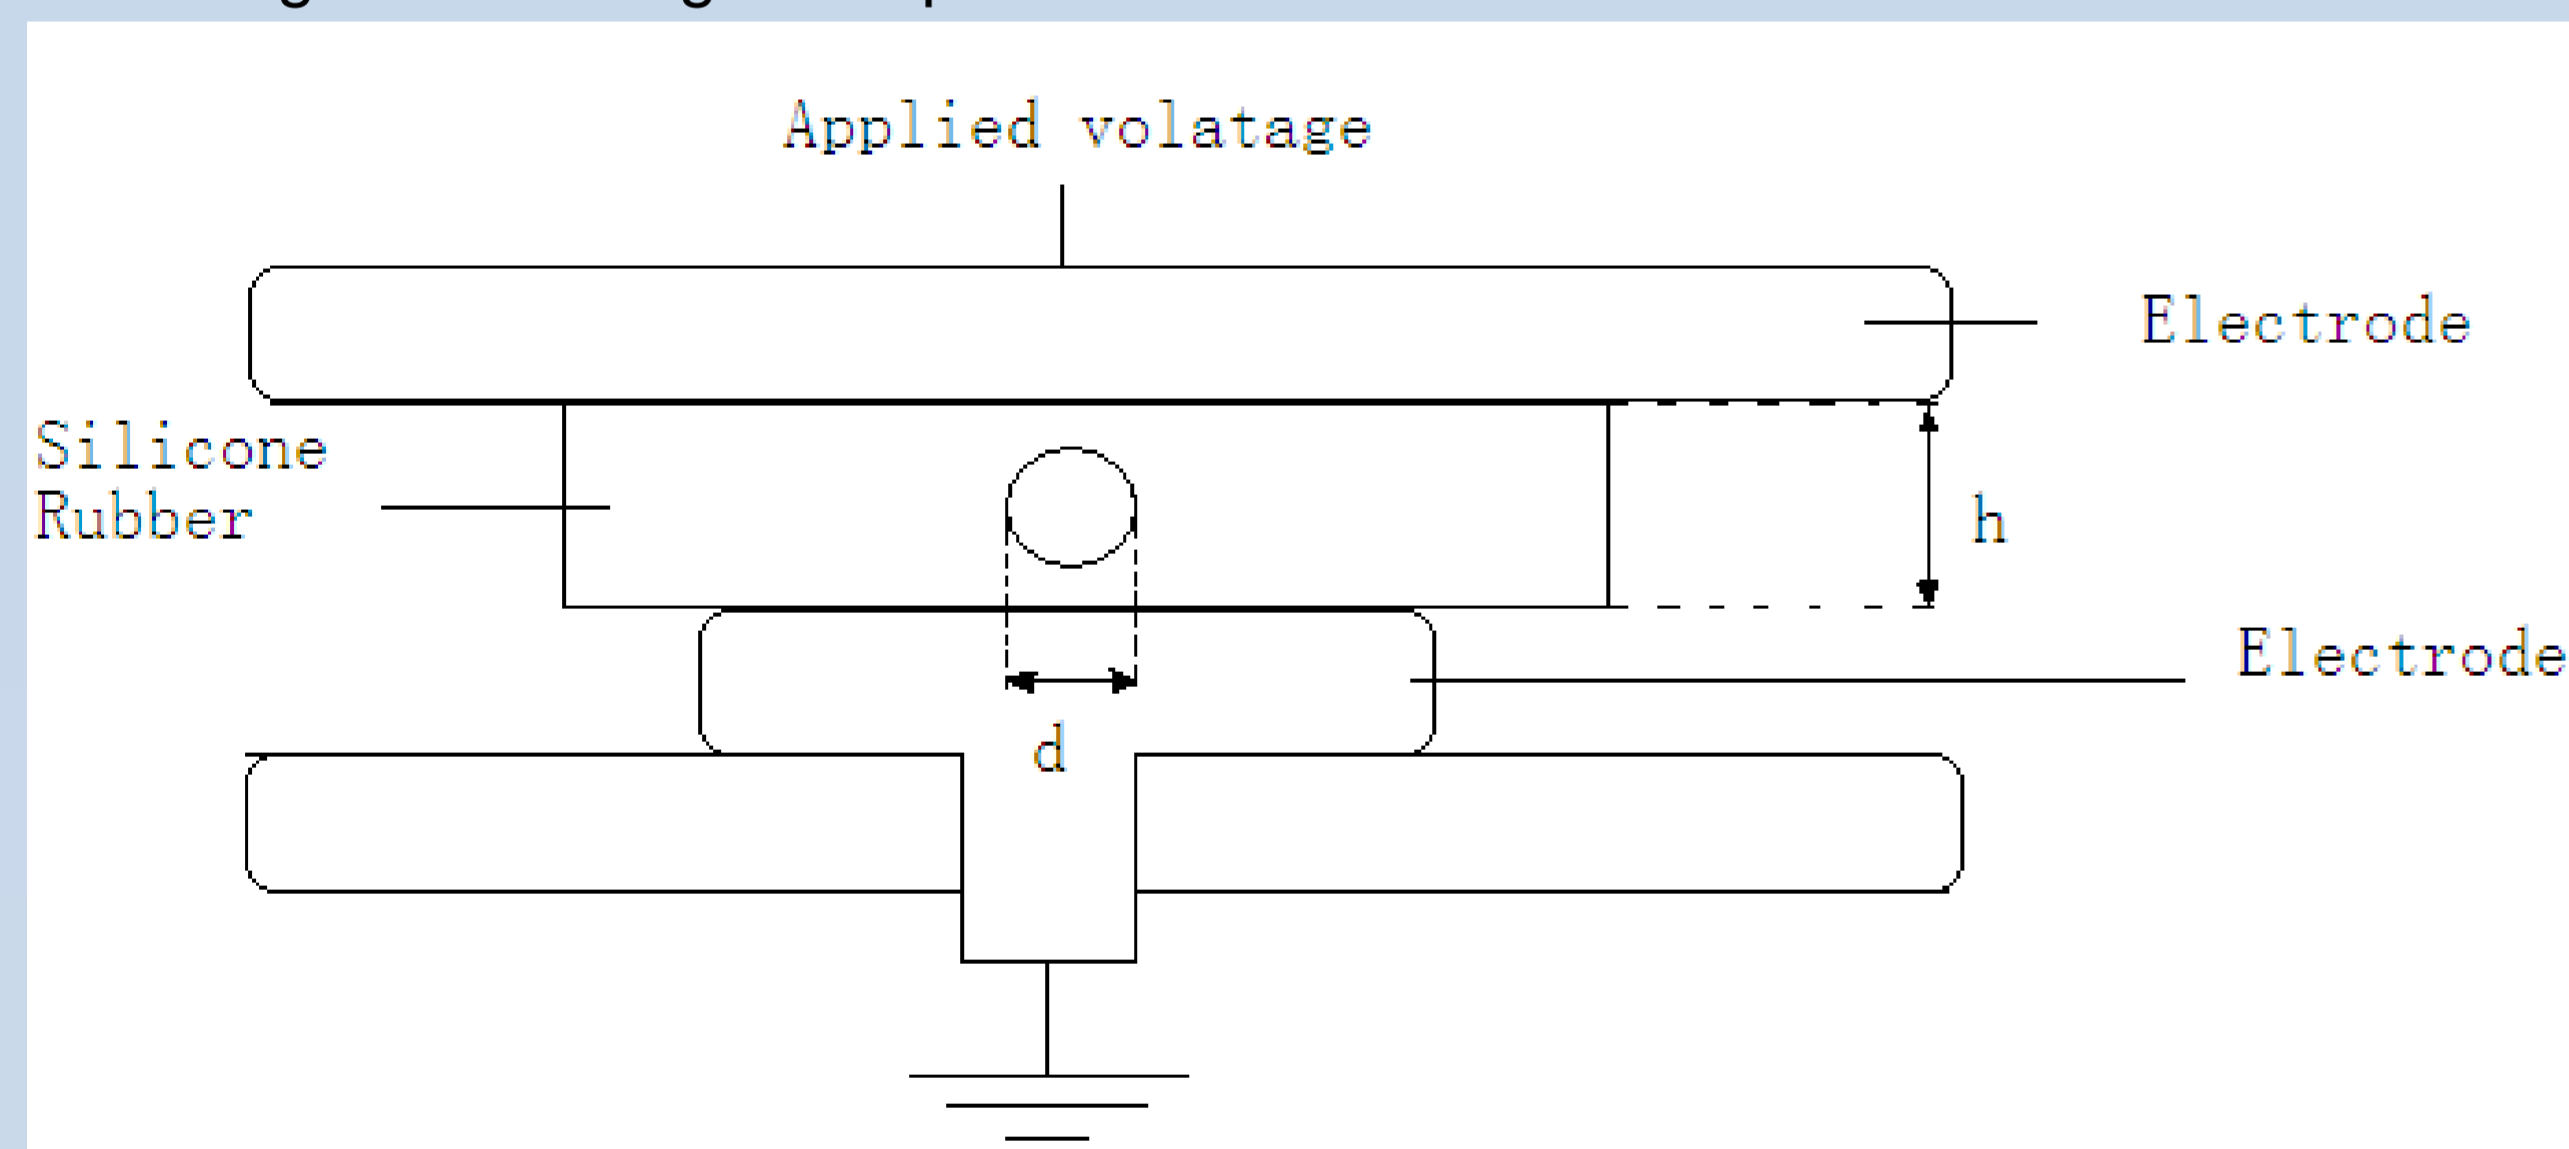 Applied volatage
Electrode
Silicone
Rubber
h
Electrode
d